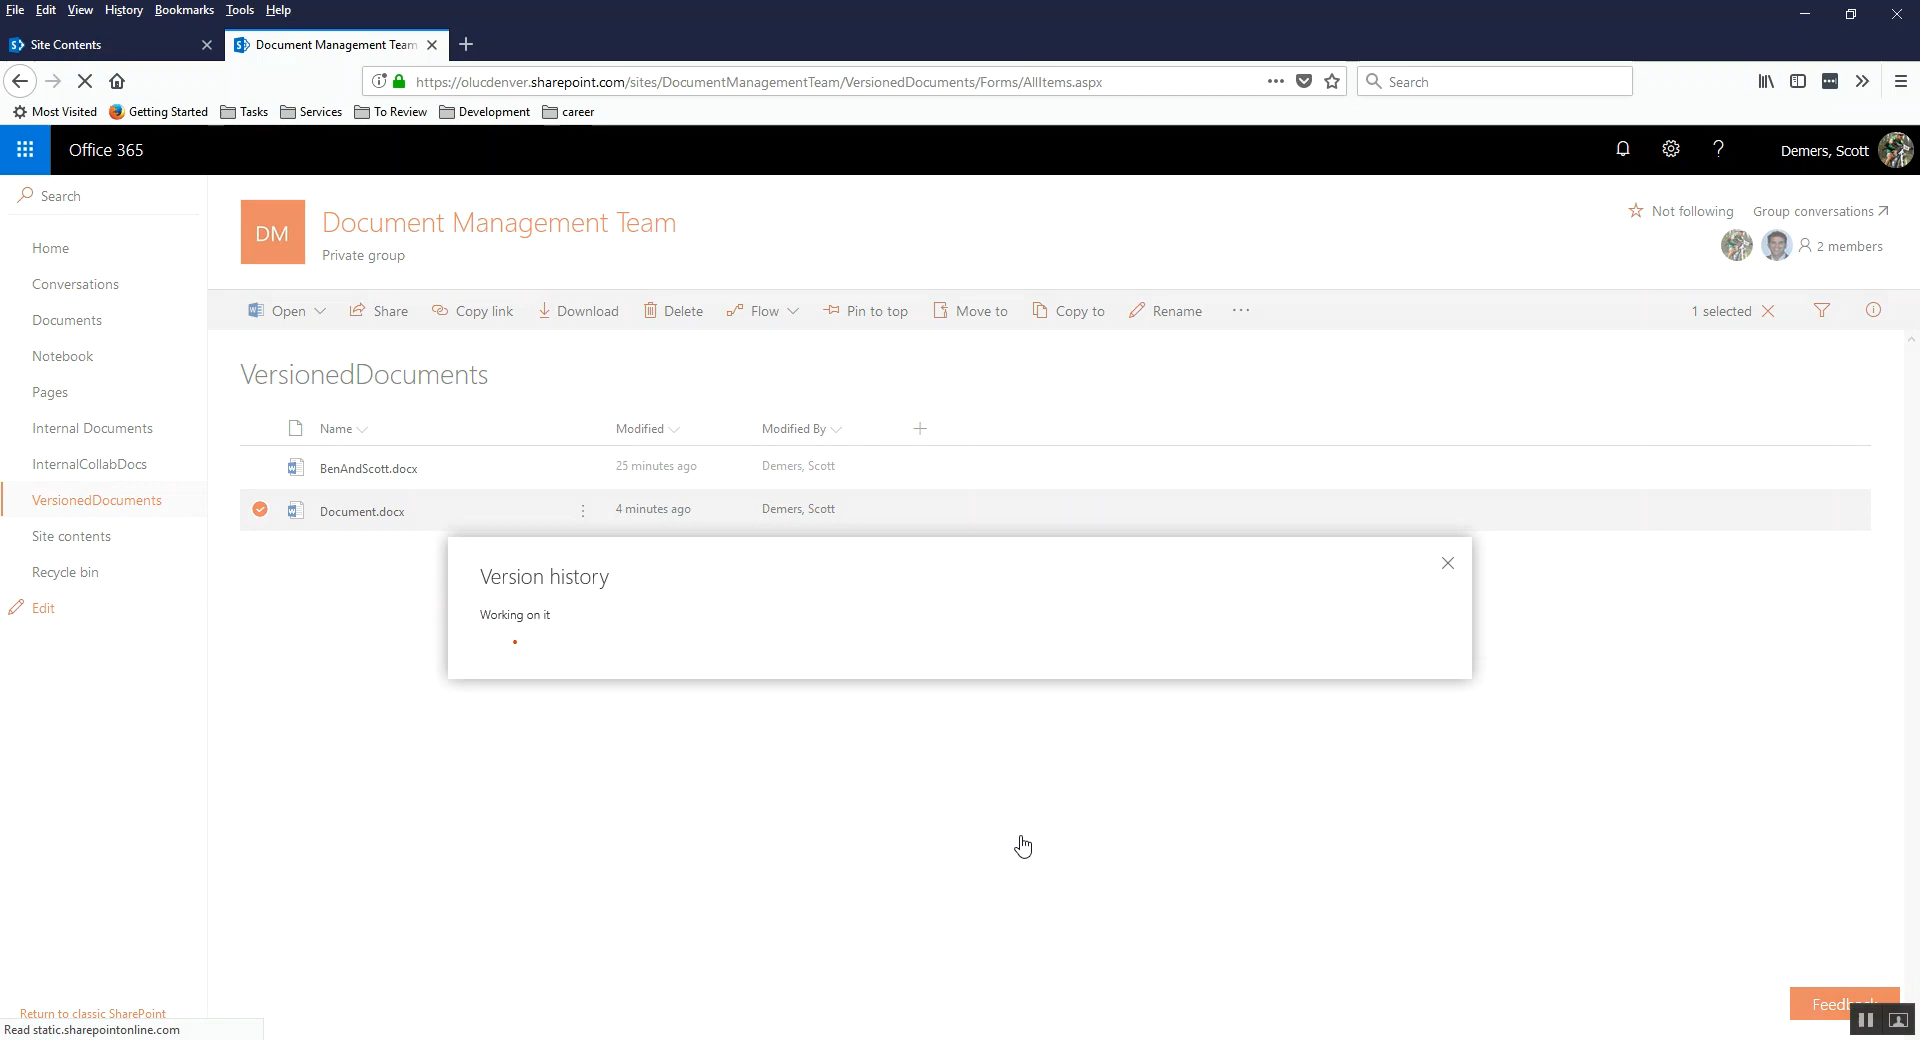 File Edit View History Bookmarks Tools Help
Site Contents
Document Management Team
https://olucdenver.sharepoint.com/sites/DocumentManagementTeam/VersionedDocuments/Forms/AllItems.aspx
Search
Most Visited Getting Started Tasks Services To Review Development career
Office 365
Demers, Scott
Search
Home
Conversations
Documents
Notebook
Pages
Internal Documents
InternalCollabDocs
VersionedDocuments
Site contents
Recycle bin
Edit
Return to classic SharePoint
Read static.sharepointonline.com
DM
Document Management Team
Private group
Not following Group conversations
2 members
Open Share Copy link Download Delete Flow Pin to top Move to Copy to Rename 1 selected
VersionedDocuments
Name Modified Modified By
BenAndScott.docx 25 minutes ago Demers, Scott
Document.docx 4 minutes ago Demers, Scott
Version history
Working on it